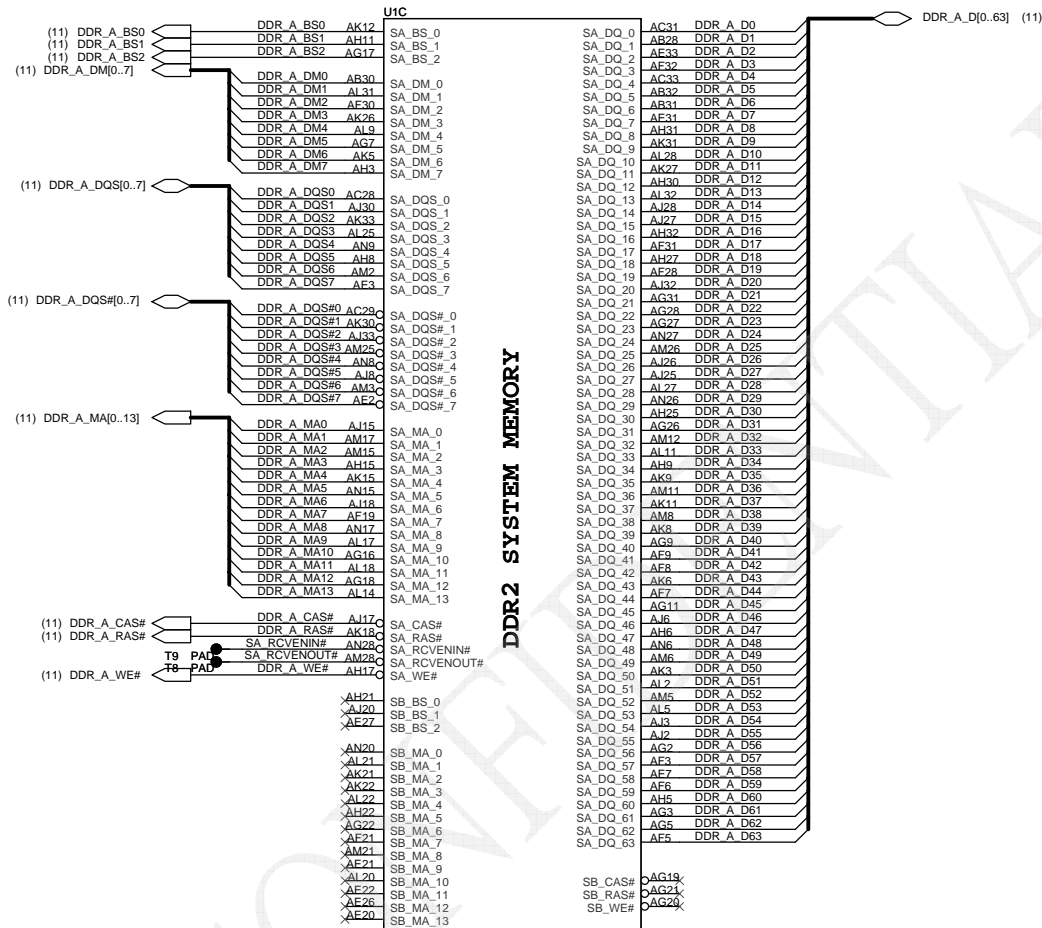 U1C
(11) DDR_A_BS0
(11) DDR_A_BS1
(11) DDR_A_BS2
(11) DDR_A_DM[0..7]
(11) DDR_A_DQS[0..7]
(11) DDR_A_DQS#[0..7]
(11) DDR_A_MA[0..13]
(11) DDR_A_CAS#
(11) DDR_A_RAS#
T9 PAD
T8 PAD
(11) DDR_A_WE#
DDR_A_BS0 AK12 SA_BS_0
DDR_A_BS1 AH11 SA_BS_1
DDR_A_BS2 AG17 SA_BS_2
DDR_A_DM0 AB30 SA_DM_0
DDR_A_DM1 AL31 SA_DM_1
DDR_A_DM2 AF30 SA_DM_2
DDR_A_DM3 AK26 SA_DM_3
DDR_A_DM4 AL9 SA_DM_4
DDR_A_DM5 AG7 SA_DM_5
DDR_A_DM6 AK5 SA_DM_6
DDR_A_DM7 AH3 SA_DM_7
DDR_A_DQS0 AC28 SA_DQS_0
DDR_A_DQS1 AJ30 SA_DQS_1
DDR_A_DQS2 AK33 SA_DQS_2
DDR_A_DQS3 AL25 SA_DQS_3
DDR_A_DQS4 AN9 SA_DQS_4
DDR_A_DQS5 AH8 SA_DQS_5
DDR_A_DQS6 AM2 SA_DQS_6
DDR_A_DQS7 AE3 SA_DQS_7
DDR_A_DQS#0 AC29 SA_DQS#_0
DDR_A_DQS#1 AK30 SA_DQS#_1
DDR_A_DQS#2 AJ33 SA_DQS#_2
DDR_A_DQS#3 AM25 SA_DQS#_3
DDR_A_DQS#4 AN8 SA_DQS#_4
DDR_A_DQS#5 AJ8 SA_DQS#_5
DDR_A_DQS#6 AM3 SA_DQS#_6
DDR_A_DQS#7 AE2 SA_DQS#_7
DDR_A_MA0 AJ15 SA_MA_0
DDR_A_MA1 AM17 SA_MA_1
DDR_A_MA2 AM15 SA_MA_2
DDR_A_MA3 AH15 SA_MA_3
DDR_A_MA4 AK15 SA_MA_4
DDR_A_MA5 AN15 SA_MA_5
DDR_A_MA6 AJ18 SA_MA_6
DDR_A_MA7 AF19 SA_MA_7
DDR_A_MA8 AN17 SA_MA_8
DDR_A_MA9 AL17 SA_MA_9
DDR_A_MA10 AG16 SA_MA_10
DDR_A_MA11 AL18 SA_MA_11
DDR_A_MA12 AG18 SA_MA_12
DDR_A_MA13 AL14 SA_MA_13
DDR_A_CAS# AJ17 SA_CAS#
DDR_A_RAS# AK18 SA_RAS#
SA_RCVENIN# AN28 SA_RCVENIN#
SA_RCVENOUT# AM28 SA_RCVENOUT#
DDR_A_WE# AH17 SA_WE#
AH21 SB_BS_0
AJ20 SB_BS_1
AE27 SB_BS_2
AN20 SB_MA_0
AL21 SB_MA_1
AK21 SB_MA_2
AK22 SB_MA_3
AL22 SB_MA_4
AH22 SB_MA_5
AG22 SB_MA_6
AF21 SB_MA_7
AM21 SB_MA_8
AE21 SB_MA_9
AL20 SB_MA_10
AE22 SB_MA_11
AE26 SB_MA_12
AE20 SB_MA_13
DDR2 SYSTEM MEMORY
DDR_A_D[0..63] (11)
SA_DQ_0 AC31 DDR_A_D0
SA_DQ_1 AB28 DDR_A_D1
SA_DQ_2 AE33 DDR_A_D2
SA_DQ_3 AF32 DDR_A_D3
SA_DQ_4 AC33 DDR_A_D4
SA_DQ_5 AB32 DDR_A_D5
SA_DQ_6 AB31 DDR_A_D6
SA_DQ_7 AE31 DDR_A_D7
SA_DQ_8 AH31 DDR_A_D8
SA_DQ_9 AK31 DDR_A_D9
SA_DQ_10 AL28 DDR_A_D10
SA_DQ_11 AK27 DDR_A_D11
SA_DQ_12 AH30 DDR_A_D12
SA_DQ_13 AL32 DDR_A_D13
SA_DQ_14 AJ28 DDR_A_D14
SA_DQ_15 AJ27 DDR_A_D15
SA_DQ_16 AH32 DDR_A_D16
SA_DQ_17 AF31 DDR_A_D17
SA_DQ_18 AH27 DDR_A_D18
SA_DQ_19 AF28 DDR_A_D19
SA_DQ_20 AJ32 DDR_A_D20
SA_DQ_21 AG31 DDR_A_D21
SA_DQ_22 AG28 DDR_A_D22
SA_DQ_23 AG27 DDR_A_D23
SA_DQ_24 AN27 DDR_A_D24
SA_DQ_25 AM26 DDR_A_D25
SA_DQ_26 AJ26 DDR_A_D26
SA_DQ_27 AJ25 DDR_A_D27
SA_DQ_28 AL27 DDR_A_D28
SA_DQ_29 AN26 DDR_A_D29
SA_DQ_30 AH25 DDR_A_D30
SA_DQ_31 AG26 DDR_A_D31
SA_DQ_32 AM12 DDR_A_D32
SA_DQ_33 AL11 DDR_A_D33
SA_DQ_34 AH9 DDR_A_D34
SA_DQ_35 AK9 DDR_A_D35
SA_DQ_36 AM11 DDR_A_D36
SA_DQ_37 AK11 DDR_A_D37
SA_DQ_38 AM8 DDR_A_D38
SA_DQ_39 AK8 DDR_A_D39
SA_DQ_40 AG9 DDR_A_D40
SA_DQ_41 AF9 DDR_A_D41
SA_DQ_42 AF8 DDR_A_D42
SA_DQ_43 AK6 DDR_A_D43
SA_DQ_44 AF7 DDR_A_D44
SA_DQ_45 AG11 DDR_A_D45
SA_DQ_46 AJ6 DDR_A_D46
SA_DQ_47 AH6 DDR_A_D47
SA_DQ_48 AN6 DDR_A_D48
SA_DQ_49 AM6 DDR_A_D49
SA_DQ_50 AK3 DDR_A_D50
SA_DQ_51 AL2 DDR_A_D51
SA_DQ_52 AM5 DDR_A_D52
SA_DQ_53 AL5 DDR_A_D53
SA_DQ_54 AJ3 DDR_A_D54
SA_DQ_55 AJ2 DDR_A_D55
SA_DQ_56 AG2 DDR_A_D56
SA_DQ_57 AF3 DDR_A_D57
SA_DQ_58 AE7 DDR_A_D58
SA_DQ_59 AF6 DDR_A_D59
SA_DQ_60 AH5 DDR_A_D60
SA_DQ_61 AG3 DDR_A_D61
SA_DQ_62 AG5 DDR_A_D62
SA_DQ_63 AF5 DDR_A_D63
SB_CAS# AG19
SB_RAS# AG21
SB_WE# AG20